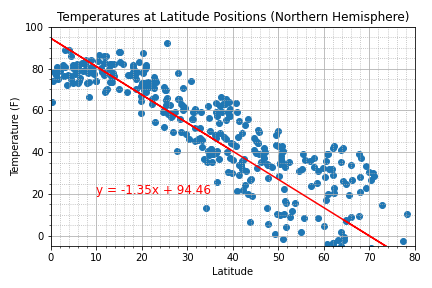 Temperatures at Latitude Positions (Northern Hemisphere)
100
80
60
40
20
0
Temperature (F)
y = -1.35x + 94.46
0 10 20 30 40 50 60 70 80
Latitude